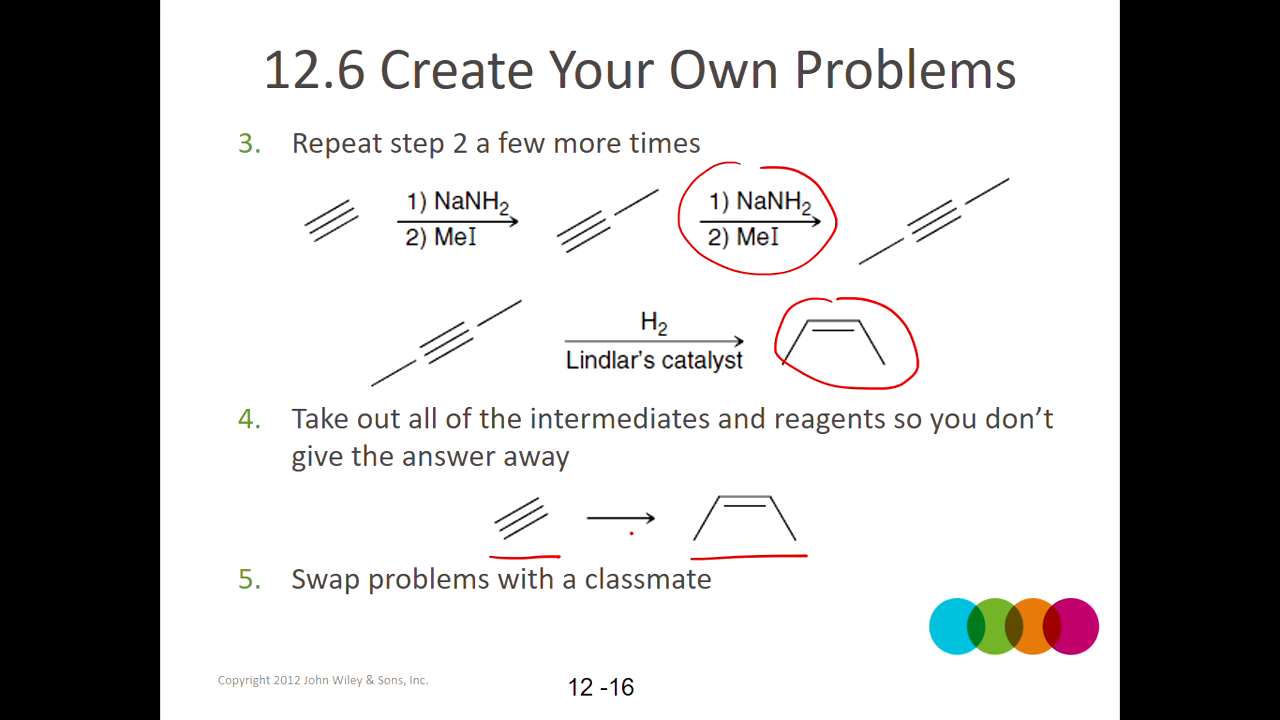 12.6 Create Your Own Problems
3. Repeat step 2 a few more times
1) NaNH2
2) MeI
1) NaNH2
2) MeI
H2
Lindlar's catalyst
4. Take out all of the intermediates and reagents so you don't
give the answer away
5. Swap problems with a classmate
Copyright 2012 John Wiley & Sons, Inc.
12 -16